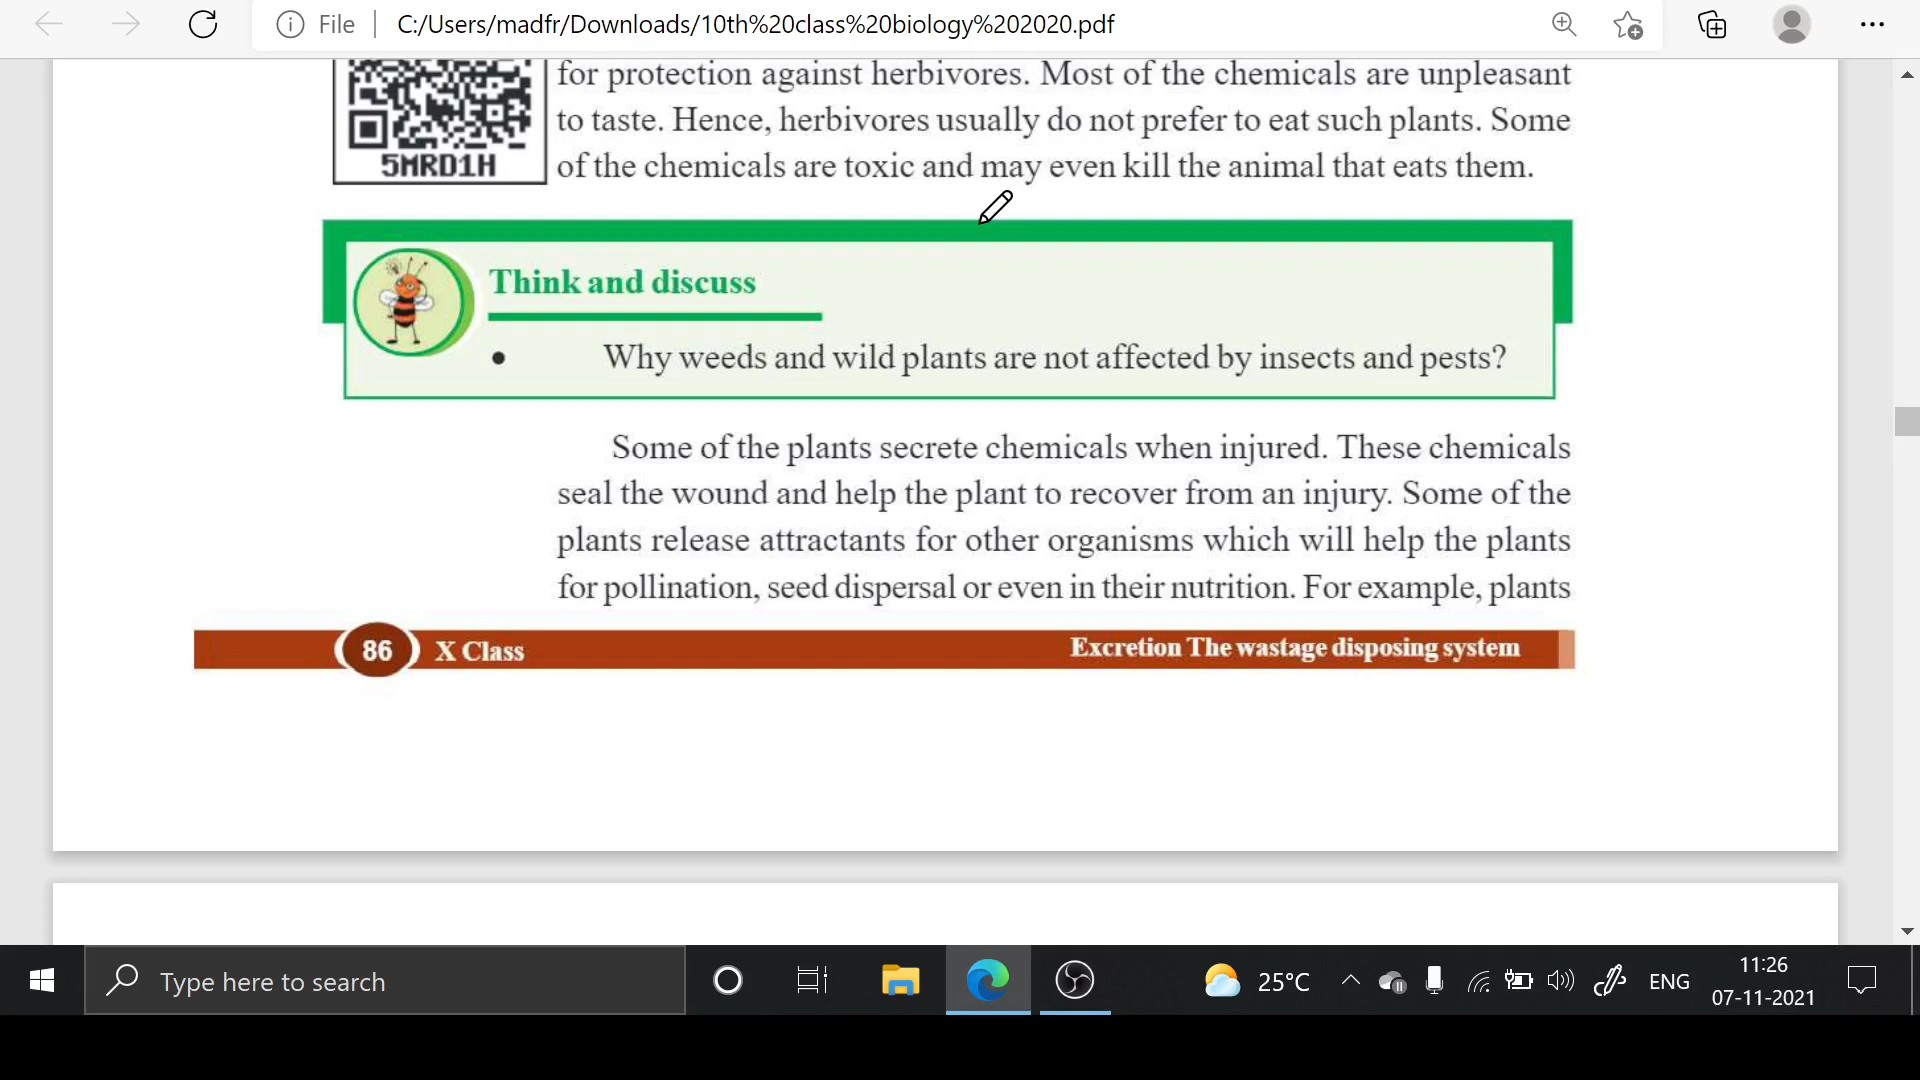 File
C:/Users/madfr/Downloads/10th%20class%20biology%202020.pdf
for protection against herbivores. Most of the chemicals are unpleasant
to taste. Hence, herbivores usually do not prefer to eat such plants. Some
of the chemicals are toxic and may even kill the animal that eats them.
5MRD1H
Think and discuss
• Why weeds and wild plants are not affected by insects and pests?
Some of the plants secrete chemicals when injured. These chemicals
seal the wound and help the plant to recover from an injury. Some of the
plants release attractants for other organisms which will help the plants
for pollination, seed dispersal or even in their nutrition. For example, plants
86 X Class Excretion The wastage disposing system
Type here to search
25°C
ENG
11:26
07-11-2021